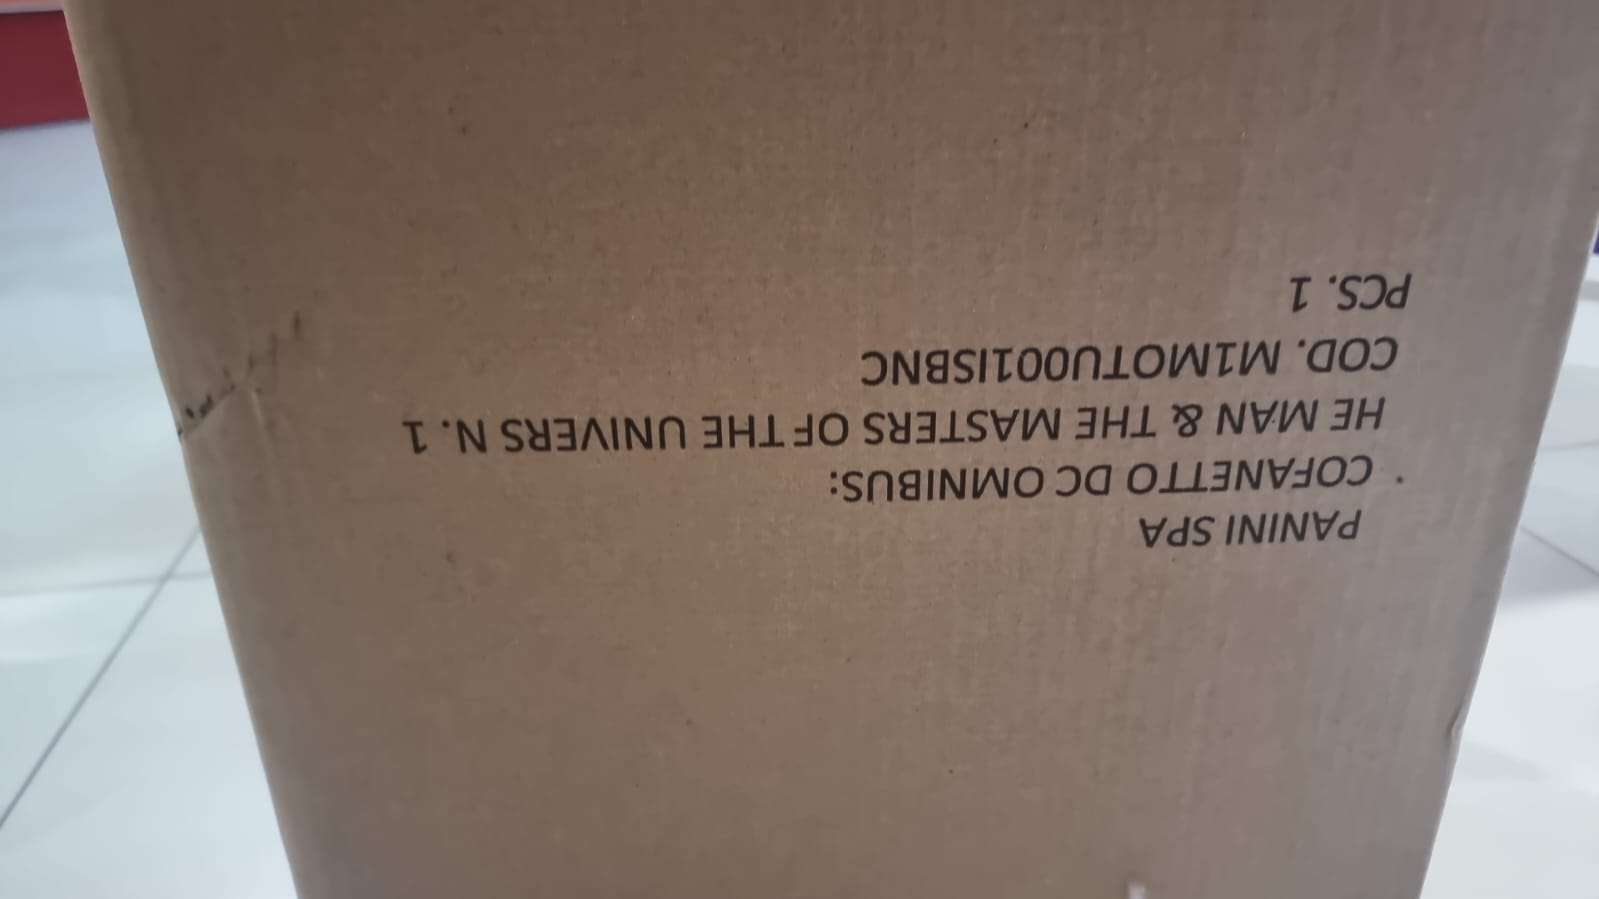 PANINI SPA
COFANETTO DC OMNIBUS:
HE MAN & THE MASTERS OF THE UNIVERS N. 1
COD. M1MOTU001ISBNC
PCS. 1